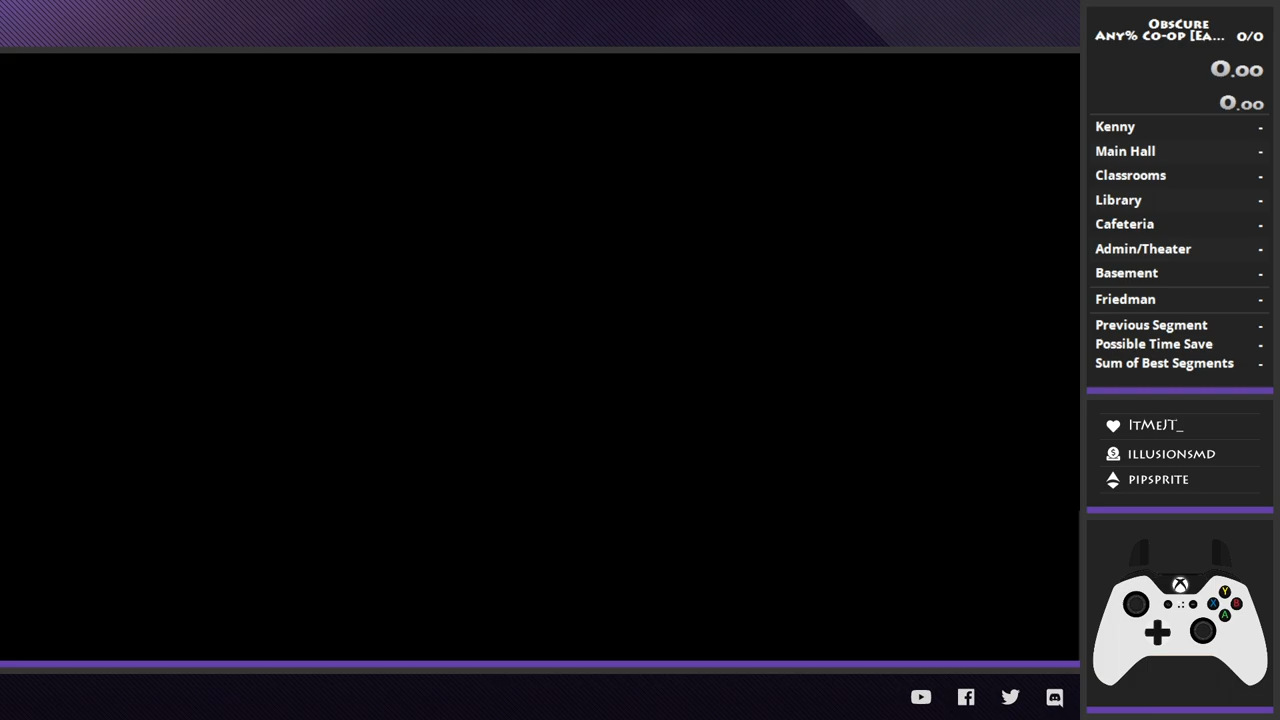 ObsCure
Any% Co-op [Ea... 0/0
0.00
0.00
Kenny -
Main Hall -
Classrooms -
Library -
Cafeteria -
Admin/Theater -
Basement -
Friedman -
Previous Segment -
Possible Time Save -
Sum of Best Segments -
ItMeJT_
illusionsmd
pipsprite
Y
X B
A